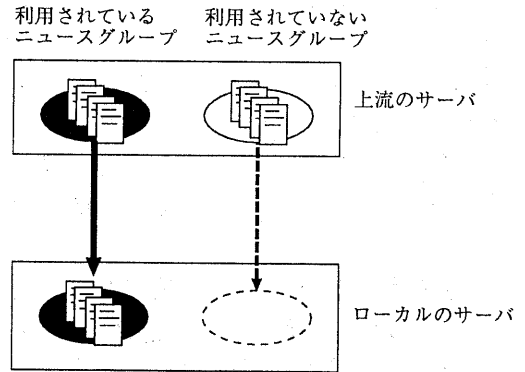 利用されている
ニュースグループ
利用されていない
ニュースグループ
上流のサーバ
ローカルのサーバ